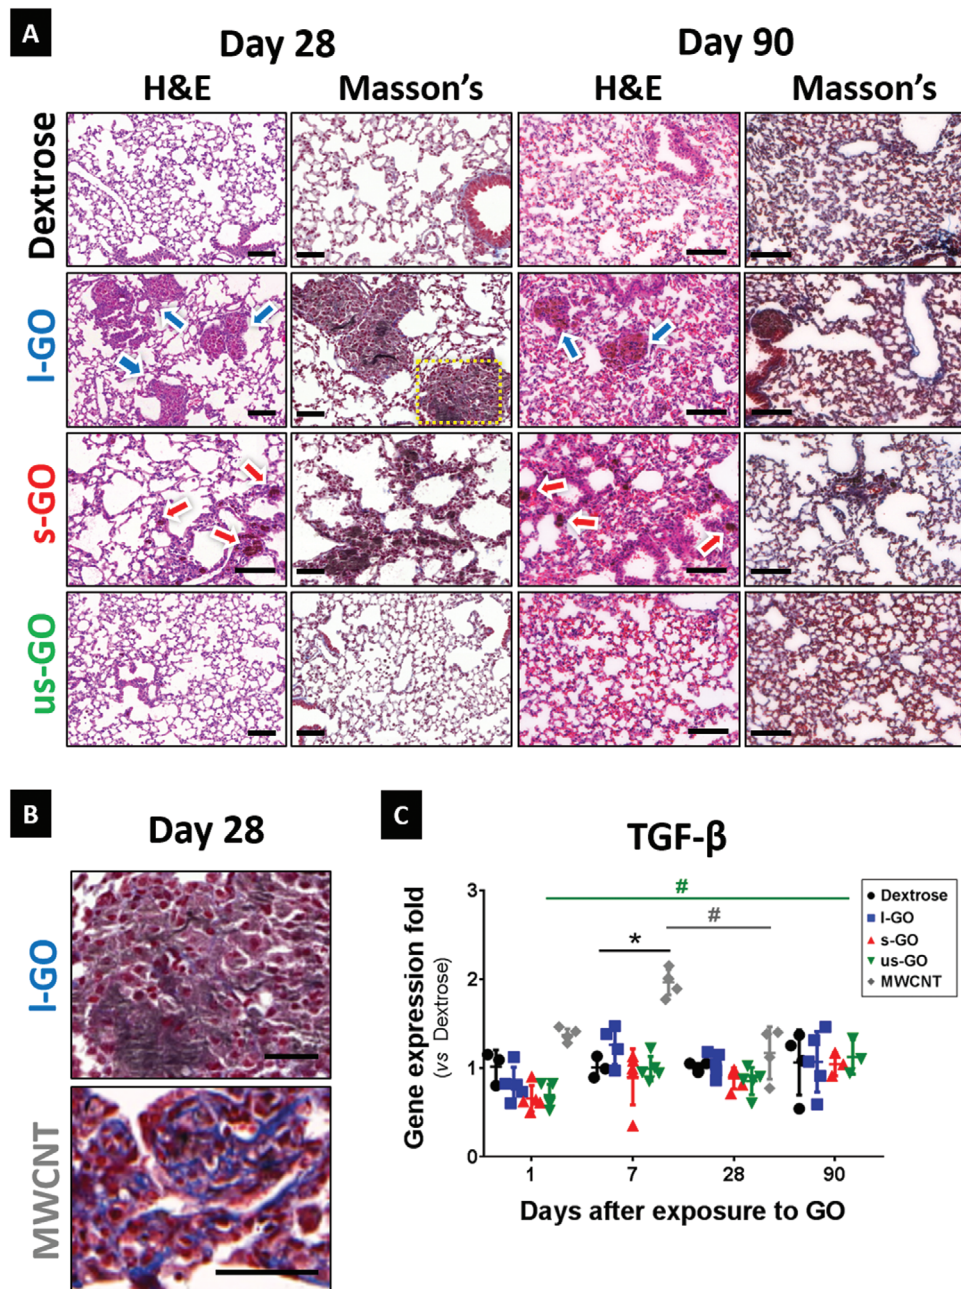 A
Day 28
Day 90
H&E
Masson's
H&E
Masson's
Dextrose
l-GO
s-GO
us-GO
B
Day 28
l-GO
MWCNT
C
TGF-β
Gene expression fold
(vs Dextrose)
3
2
1
0
#
#
*
Dextrose
l-GO
s-GO
us-GO
MWCNT
1
7
28
90
Days after exposure to GO